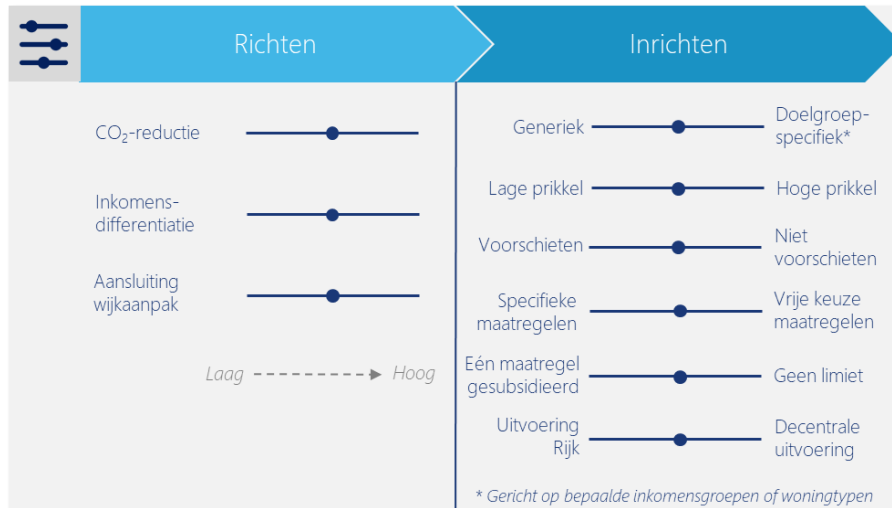 Richten
Inrichten
CO₂-reductie
Inkomens-
differentiatie
Aansluiting
wijkaanpak
Laag
Hoog
Generiek
Doelgroep-
specifiek*
Lage prikkel
Hoge prikkel
Voorschieten
Niet
voorschieten
Specifieke
maatregelen
Vrije keuze
maatregelen
Eén maatregel
gesubsidieerd
Geen limiet
Uitvoering
Rijk
Decentrale
uitvoering
* Gericht op bepaalde inkomensgroepen of woningtypen